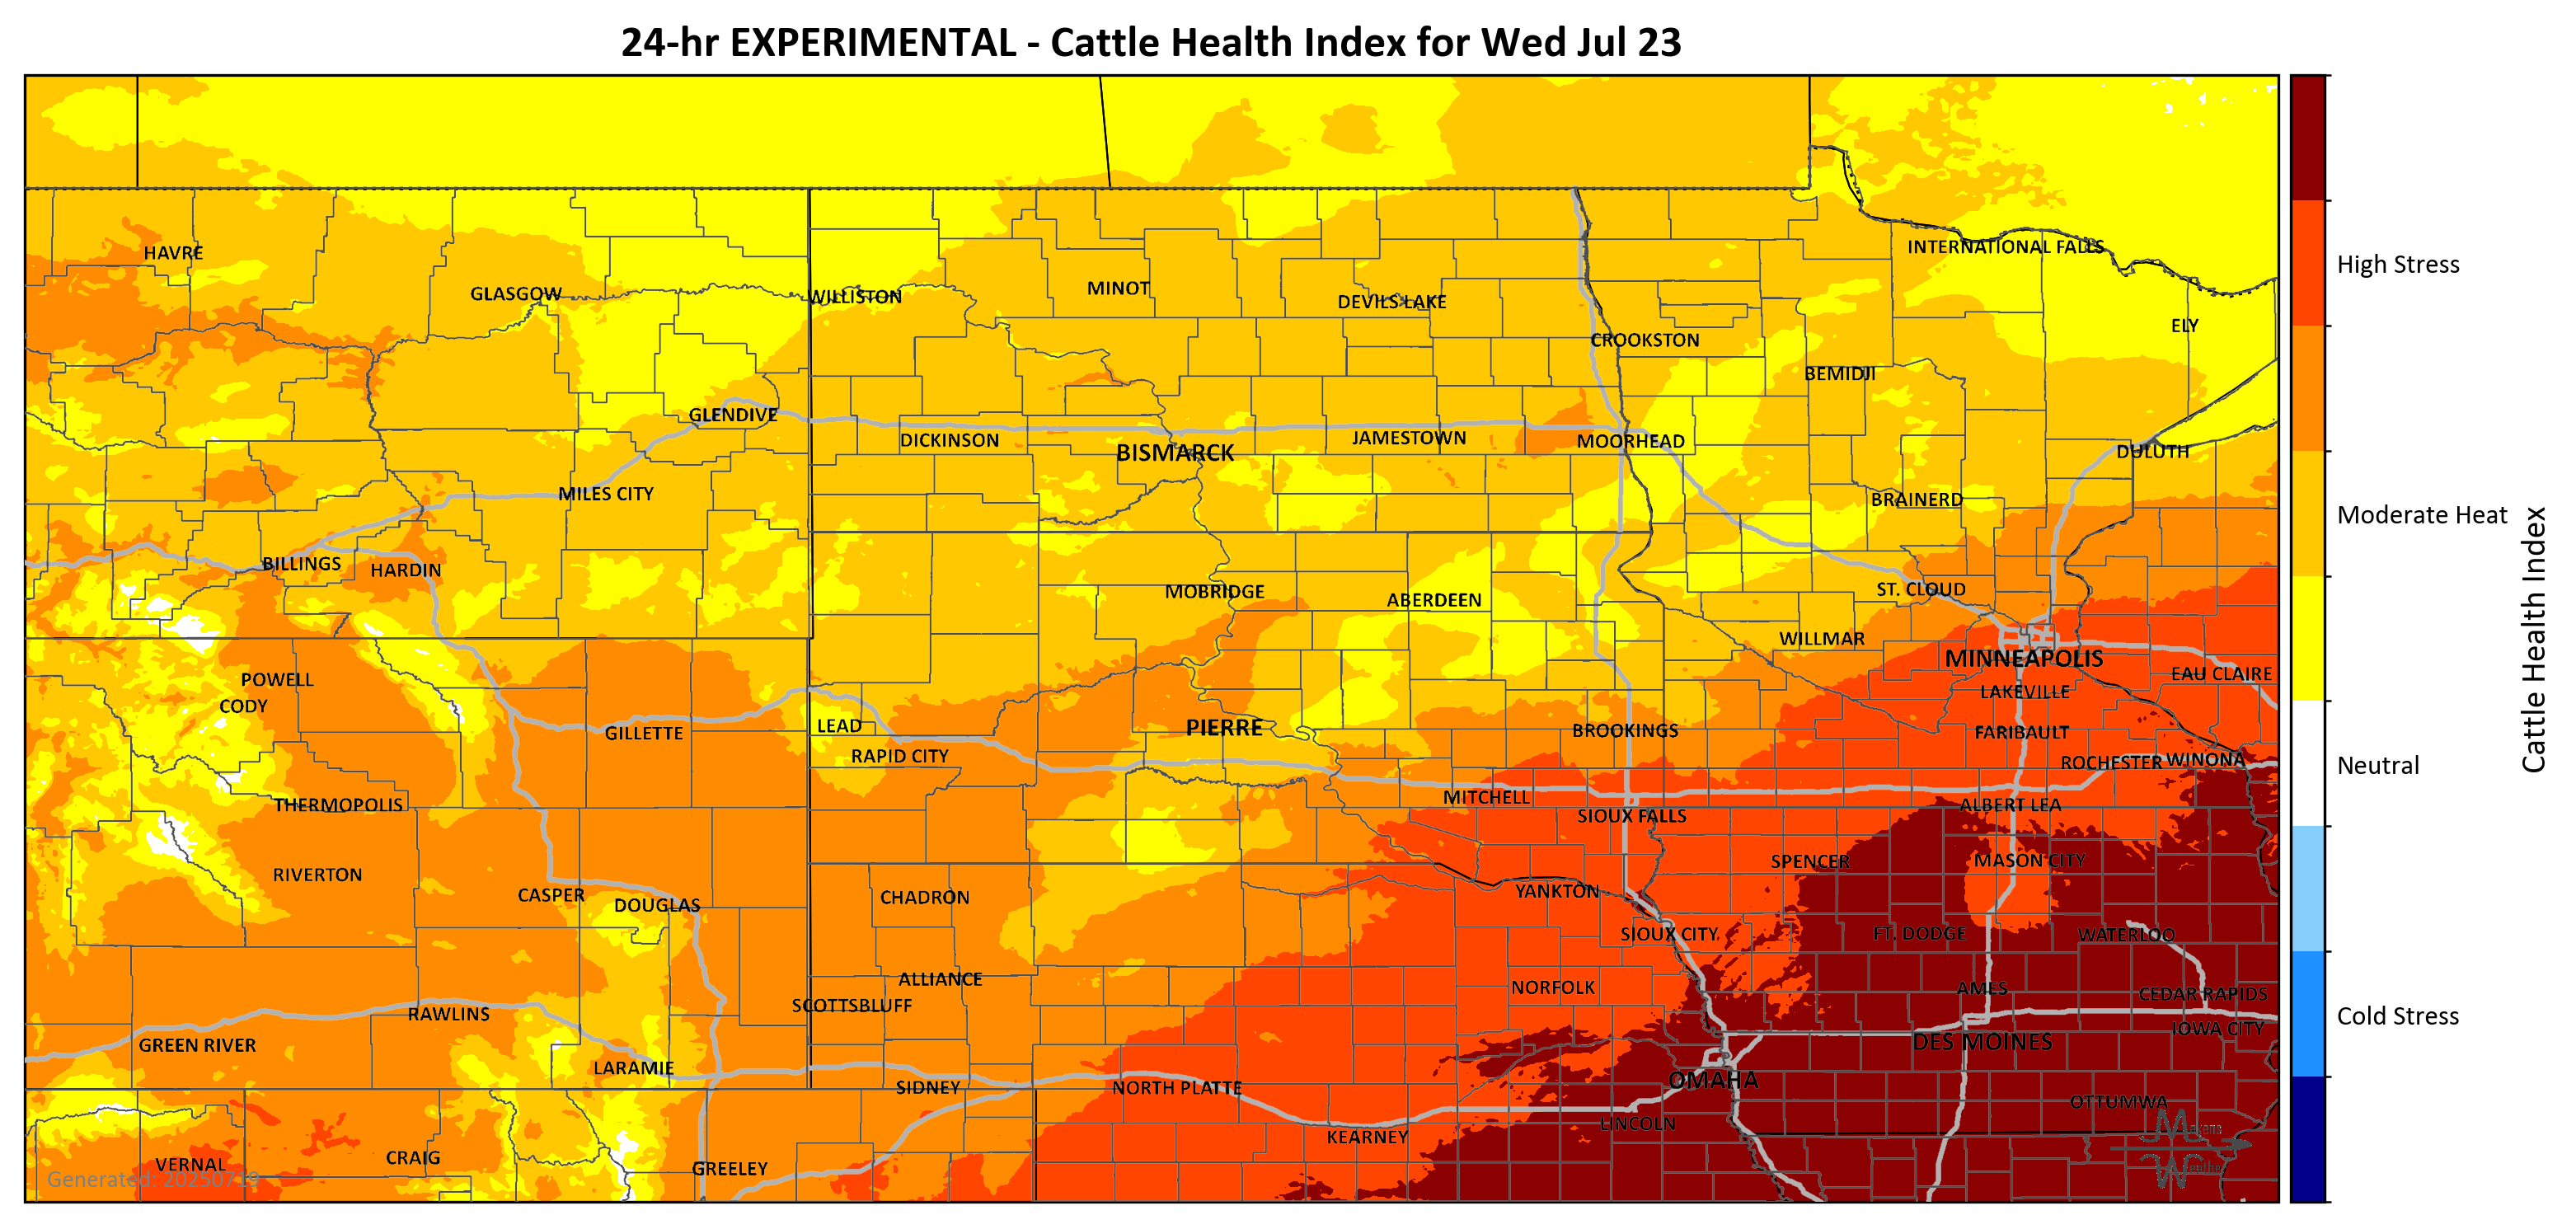 24-hr EXPERIMENTAL - Cattle Health Index for Wed Jul 23
HAVRE
INTERNATIONAL FALLS
GLASGOW
WILLISTON
MINOT
DEVILS LAKE
ELY
CROOKSTON
BEMIDJI
GLENDIVE
DICKINSON
BISMARCK
JAMESTOWN
MOORHEAD
DULUTH
MILES CITY
BRAINERD
BILLINGS
HARDIN
MOBRIDGE
ABERDEEN
ST. CLOUD
WILLMAR
MINNEAPOLIS
POWELL
EAU CLAIRE
LAKEVILLE
CODY
GILLETTE
LEAD
PIERRE
BROOKINGS
FARIBAULT
RAPID CITY
ROCHESTER
WINONA
THERMOPOLIS
MITCHELL
ALBERT LEA
SIOUX FALLS
RIVERTON
SPENCER
MASON CITY
CASPER
DOUGLAS
CHADRON
YANKTON
SIOUX CITY
FT. DODGE
WATERLOO
ALLIANCE
NORFOLK
AMES
CEDAR RAPIDS
SCOTTSBLUFF
RAWLINS
IOWA CITY
GREEN RIVER
DES MOINES
LARAMIE
SIDNEY
NORTH PLATTE
OMAHA
OTTUMWA
LINCOLN
KEARNEY
VERNAL
CRAIG
GREELEY
Generated: 20250719
High Stress
Moderate Heat
Neutral
Cold Stress
Cattle Health Index